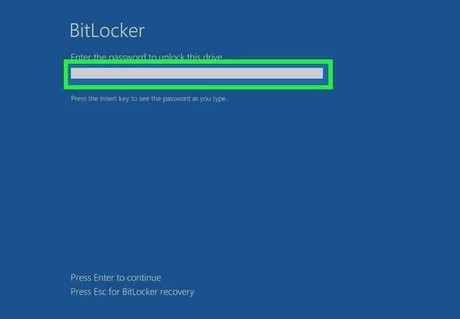 BitLocker
Enter the password to unlock this drive
Press the Insert key to see the password as you type.
Press Enter to continue
Press Esc for BitLocker recovery